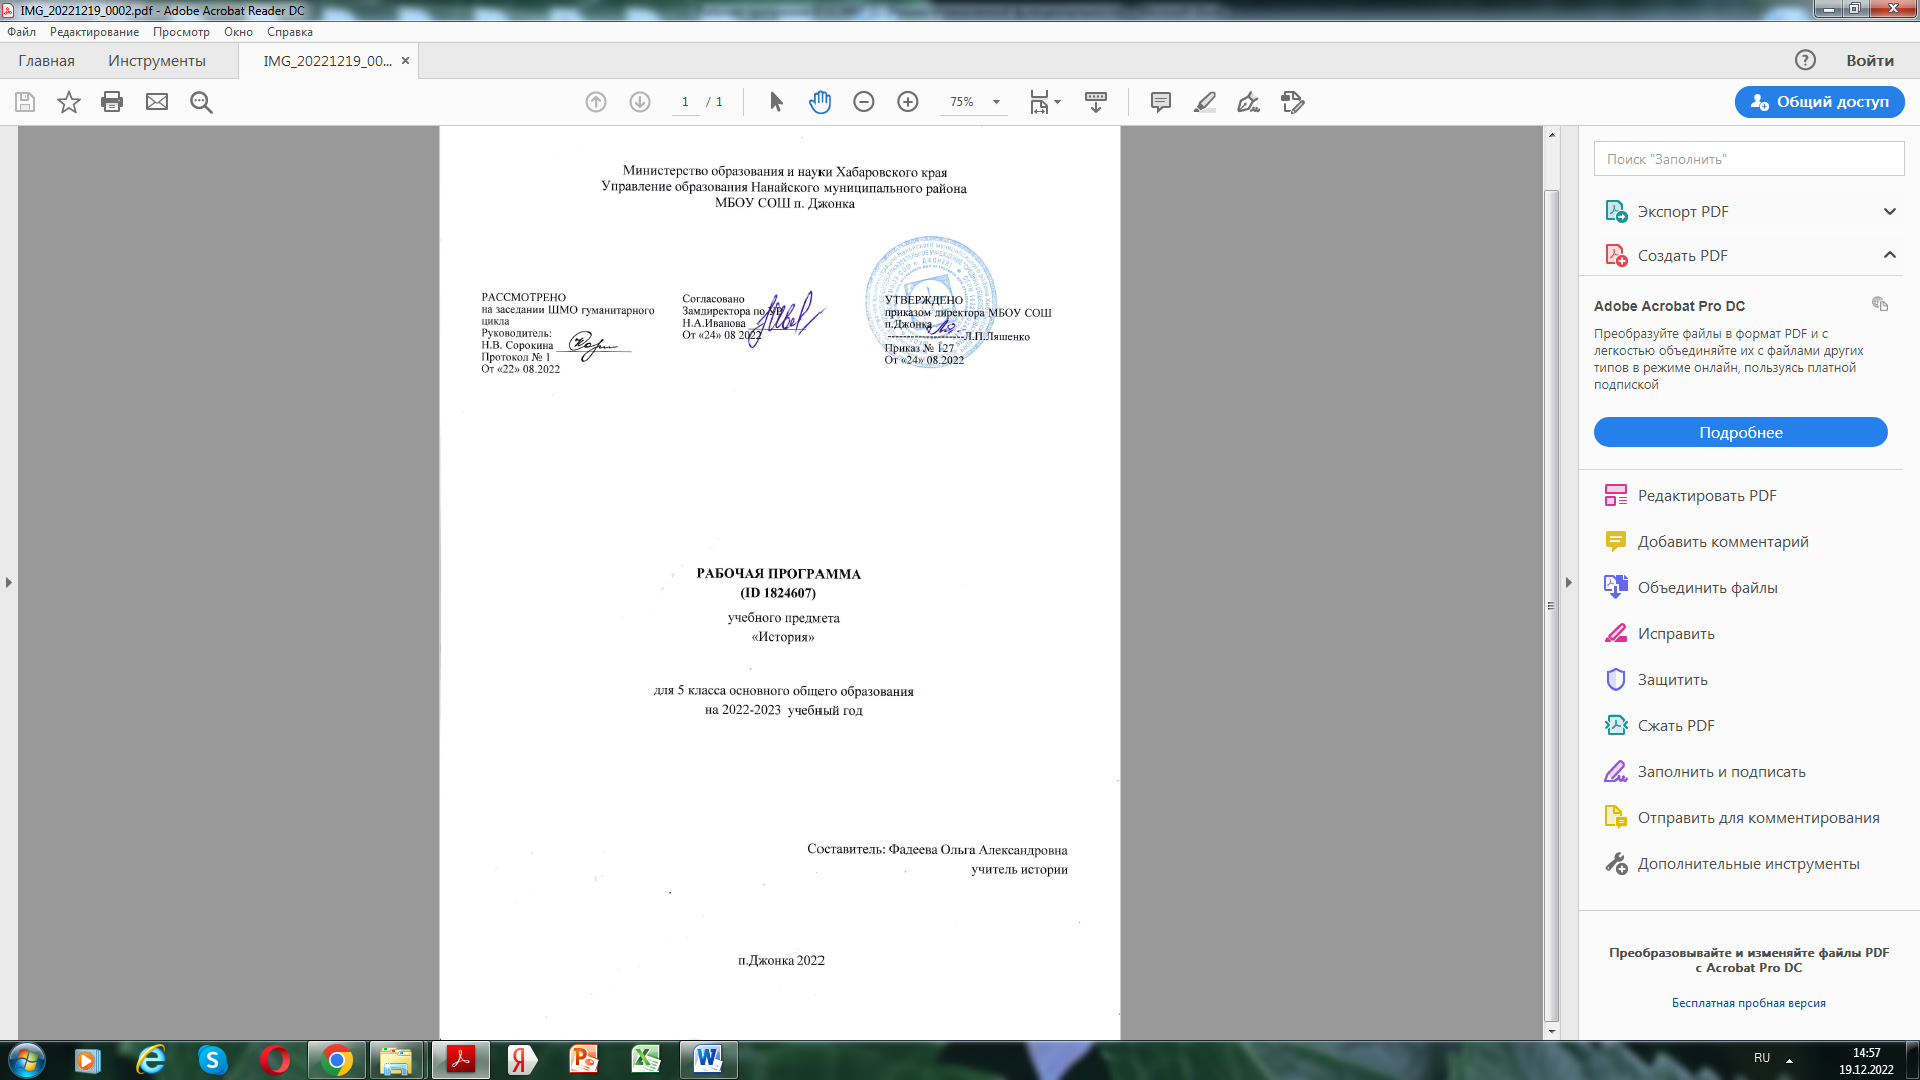 IMG_20221219_0002.pdf - Adobe Acrobat Reader DC
Файл Редактирование Просмотр Окно Справка
Главная Инструменты IMG_20221219_00... × ? Войти
1 / 1 75% Общий доступ
Министерство образования и науки Хабаровского края
Управление образования Нанайского муниципального района
МБОУ СОШ п. Джонка
РАССМОТРЕНО
на заседании ШМО гуманитарного
цикла
Руководитель:
Н.В. Сорокина
Протокол № 1
От «22» 08.2022
Согласовано
Замдиректора по УР
Н.А.Иванова
От «24» 08 2022
УТВЕРЖДЕНО
приказом директора МБОУ СОШ
п.Джонка
--------------------Л.П.Ляшенко
Приказ № 127
От «24» 08.2022
РАБОЧАЯ ПРОГРАММА
(ID 1824607)
учебного предмета
«История»
для 5 класса основного общего образования
на 2022-2023 учебный год
Составитель: Фадеева Ольга Александровна
учитель истории
п.Джонка 2022
Поиск "Заполнить"
Экспорт PDF
Создать PDF
Adobe Acrobat Pro DC
Преобразуйте файлы в формат PDF и с
легкостью объединяйте их с файлами других
типов в режиме онлайн, пользуясь платной
подпиской
Подробнее
Редактировать PDF
Добавить комментарий
Объединить файлы
Исправить
Защитить
Сжать PDF
Заполнить и подписать
Отправить для комментирования
Дополнительные инструменты
Преобразовывайте и изменяйте файлы PDF
с Acrobat Pro DC
Бесплатная пробная версия
RU
14:57
19.12.2022